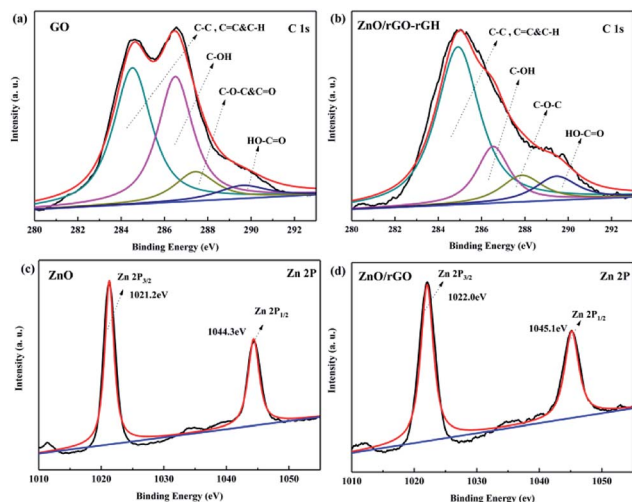 (a)
GO
C 1s
C-C , C=C&C-H
C-OH
C-O-C&C=O
HO-C=O
Intensity (a. u.)
280 282 284 286 288 290 292
Binding Energy (eV)
(b)
ZnO/rGO-rGH
C 1s
C-C , C=C&C-H
C-OH
C-O-C
HO-C=O
Intensity (a. u.)
280 282 284 286 288 290 292
Binding Energy (eV)
(c)
ZnO
Zn 2P
Zn 2P3/2
1021.2eV
Zn 2P1/2
1044.3eV
Intensity (a. u.)
1010 1020 1030 1040 1050
Binding Energy (eV)
(d)
ZnO/rGO
Zn 2P
Zn 2P3/2
1022.0eV
1045.1eV
Zn 2P1/2
Intensity (a. u.)
1010 1020 1030 1040 1050
Binding Energy (ev)